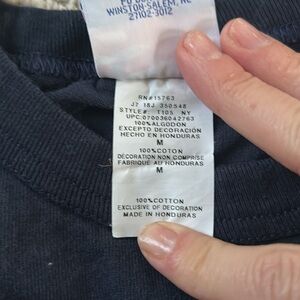 WINSTON-SALEM, NC
27102-3012
RN#15763
J7 18J 350548
STYLE# T105 NY
UPC:070036042763
100%ALGODON
EXCEPTO DECORACIÓN
HECHO EN HONDURAS
M
100%COTON
DECORATION NON COMPRISE
FABRIQUÉ AU HONDURAS
M
100%COTTON
EXCLUSIVE OF DECORATION
MADE IN HONDURAS